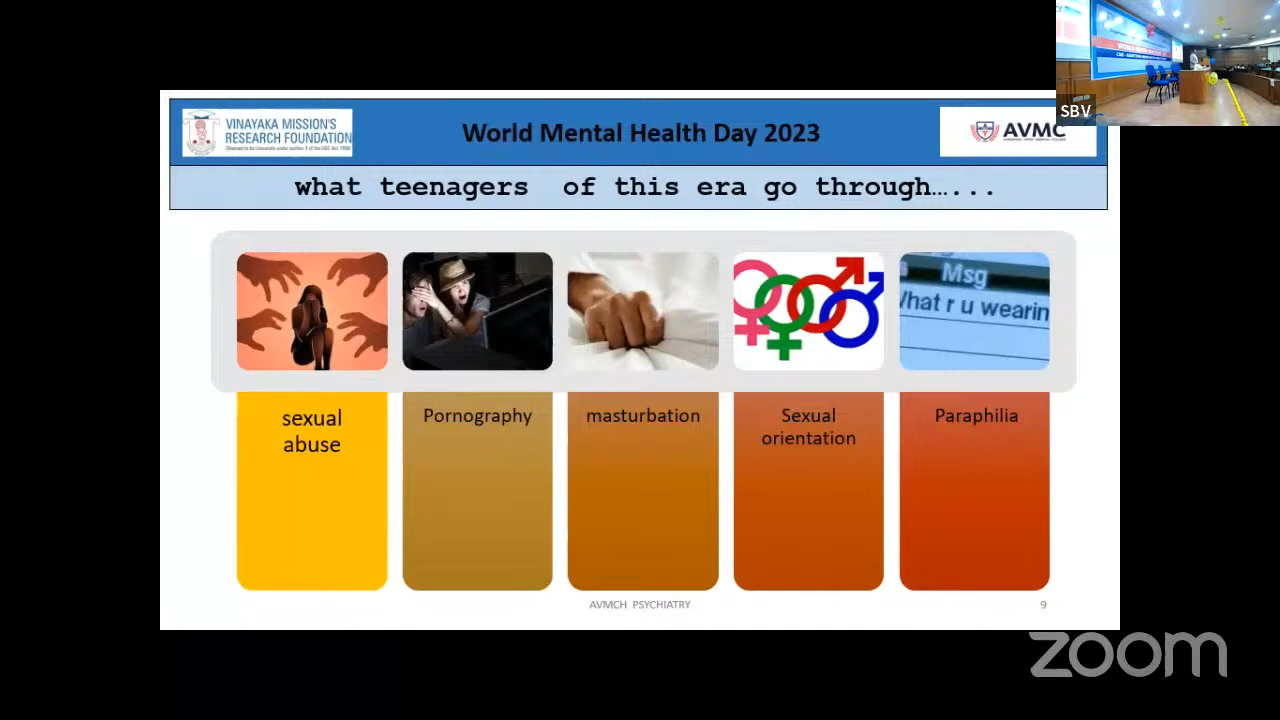 VINAYAKA MISSION'S
RESEARCH FOUNDATION
World Mental Health Day 2023
AVMC
SBV
what teenagers of this era go through…...
Msg
What r u wearin
sexual
abuse
Pornography
masturbation
Sexual
orientation
Paraphilia
AVMCH PSYCHIATRY
9
zoom